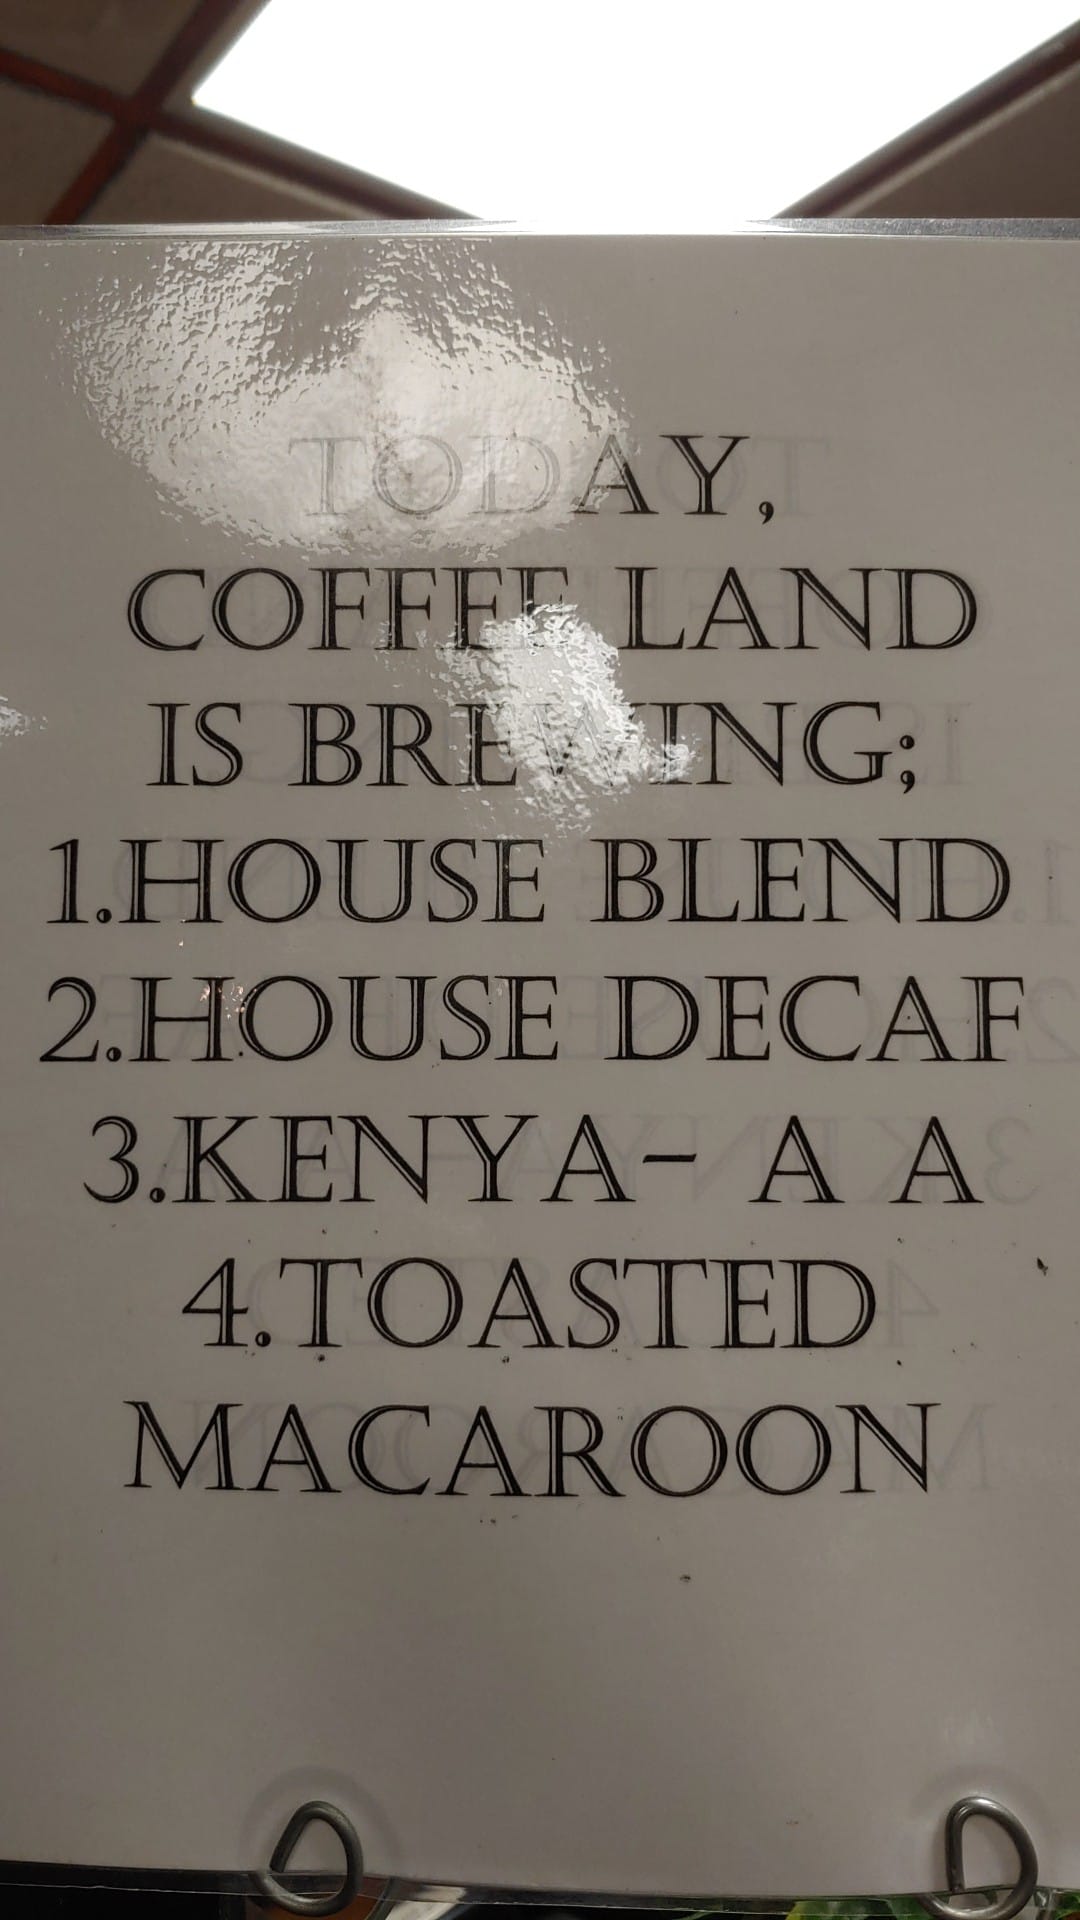 TODAY,
COFFEE LAND
IS BREWING;
1.HOUSE BLEND
2.HOUSE DECAF
3.KENYA- A A
4.TOASTED
MACAROON